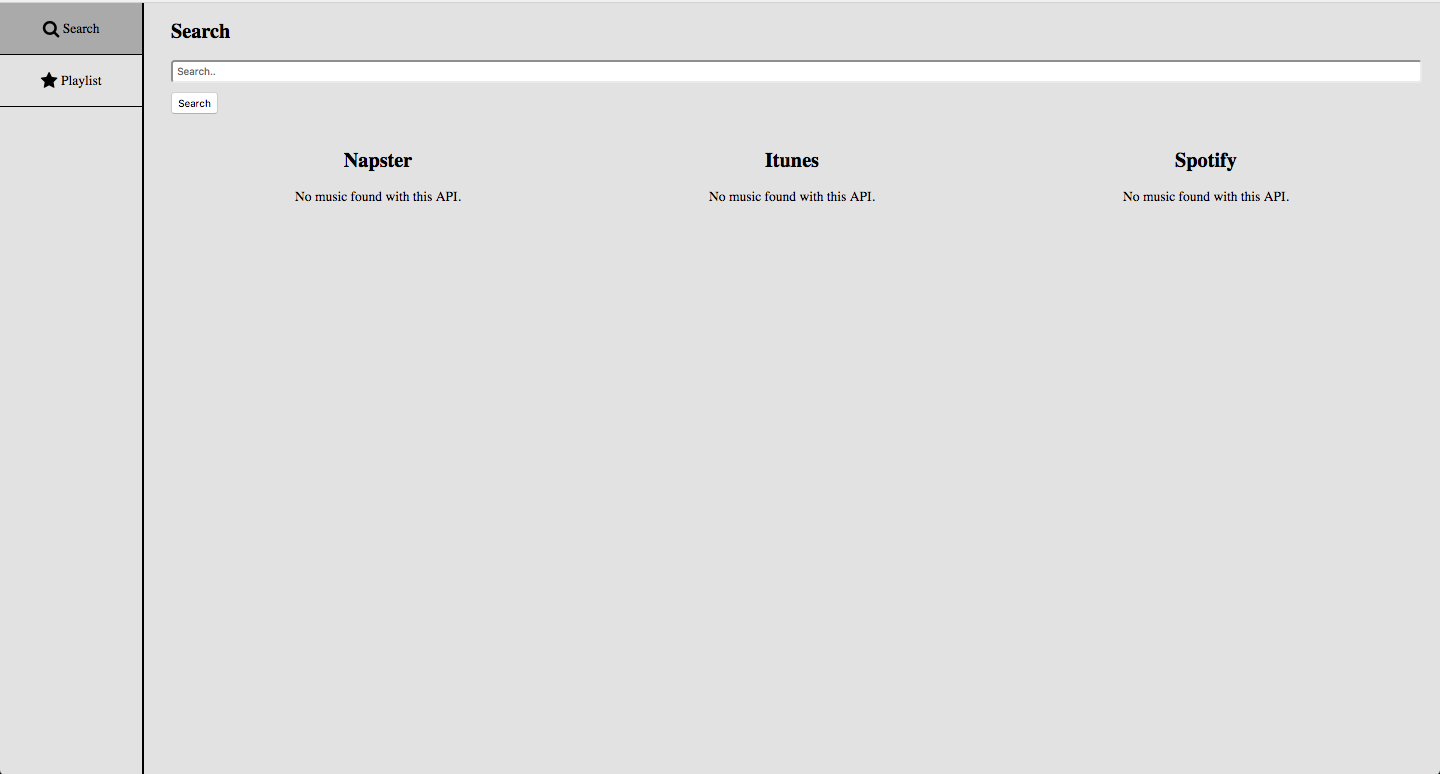 Search
Playlist
Search
Search..
Search
Napster
Itunes
Spotify
No music found with this API.
No music found with this API.
No music found with this API.